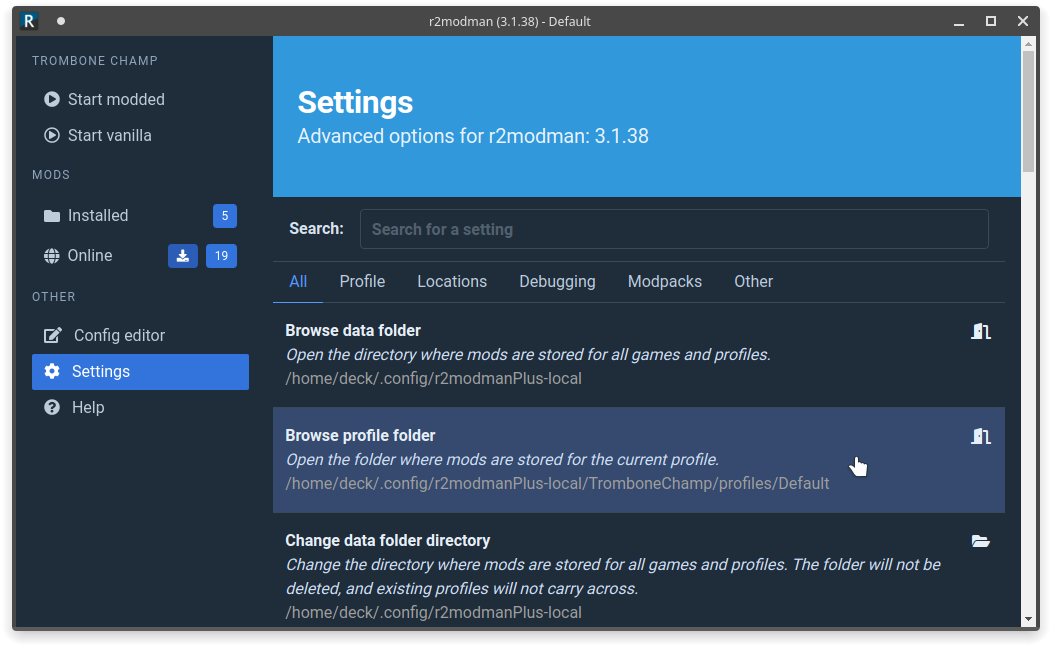 R
r2modman (3.1.38) - Default
TROMBONE CHAMP
Start modded
Start vanilla
MODS
Installed 5
Online 19
OTHER
Config editor
Settings
Help
Settings
Advanced options for r2modman: 3.1.38
Search: Search for a setting
All Profile Locations Debugging Modpacks Other
Browse data folder
Open the directory where mods are stored for all games and profiles.
/home/deck/.config/r2modmanPlus-local
Browse profile folder
Open the folder where mods are stored for the current profile.
/home/deck/.config/r2modmanPlus-local/TromboneChamp/profiles/Default
Change data folder directory
Change the directory where mods are stored for all games and profiles. The folder will not be
deleted, and existing profiles will not carry across.
/home/deck/.config/r2modmanPlus-local